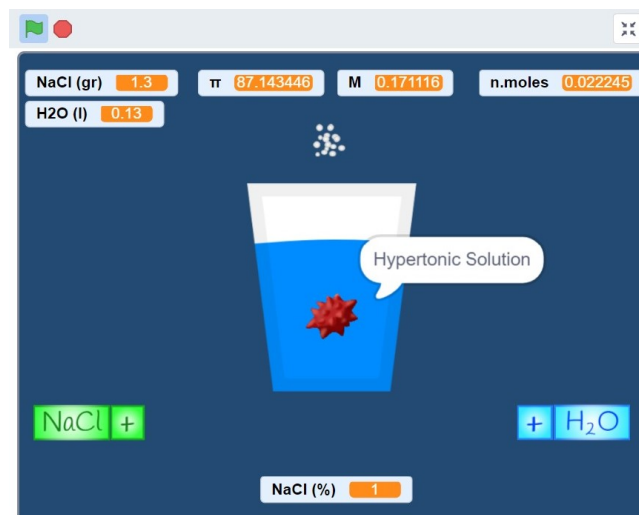 NaCl (gr) 1.3 π 87.143446 M 0.171116 n.moles 0.022245
H2O (l) 0.13
Hypertonic Solution
NaCl + + H₂O
NaCl (%) 1